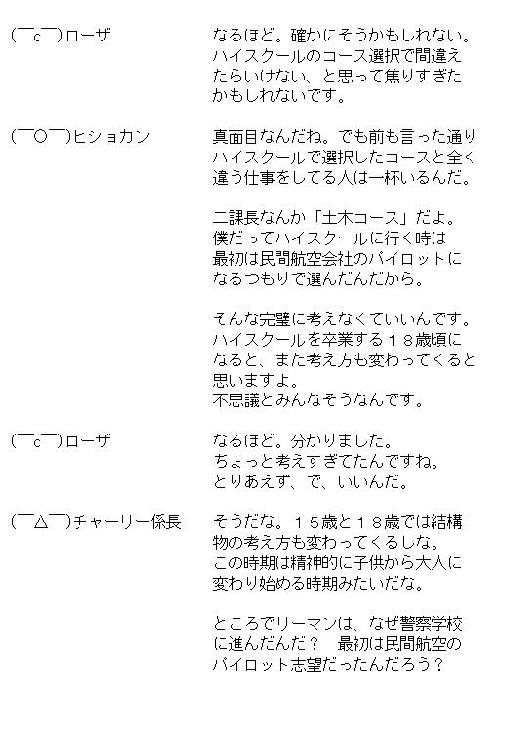 (￣c￣)ローザ　なるほど。確かにそうかもしれない。
ハイスクールのコース選択で間違え
たらいけない、と思って焦りすぎた
かもしれないです。
(￣〇￣)ヒショカン　真面目なんだね。でも前も言った通り
ハイスクールで選択したコースと全く
違う仕事をしてる人は一杯いるんだ。
二課長なんか「土木コース」だよ。
僕だってハイスクールに行く時は
最初は民間航空会社のパイロットに
なるつもりで選んだんだから。
そんな完璧に考えなくていいんです。
ハイスクールを卒業する１８歳頃に
なると、また考え方も変わってくると
思いますよ。
不思議とみんなそうなんです。
(￣c￣)ローザ　なるほど。分かりました。
ちょっと考えすぎてたんですね。
とりあえず、で、いいんだ。
(￣△￣)チャーリー係長　そうだな。１５歳と１８歳では結構
物の考え方も変わってくるしな。
この時期は精神的に子供から大人に
変わり始める時期みたいだな。
ところでリーマンは、なぜ警察学校
に進んだんだ？　最初は民間航空の
パイロット志望だったんだろう？